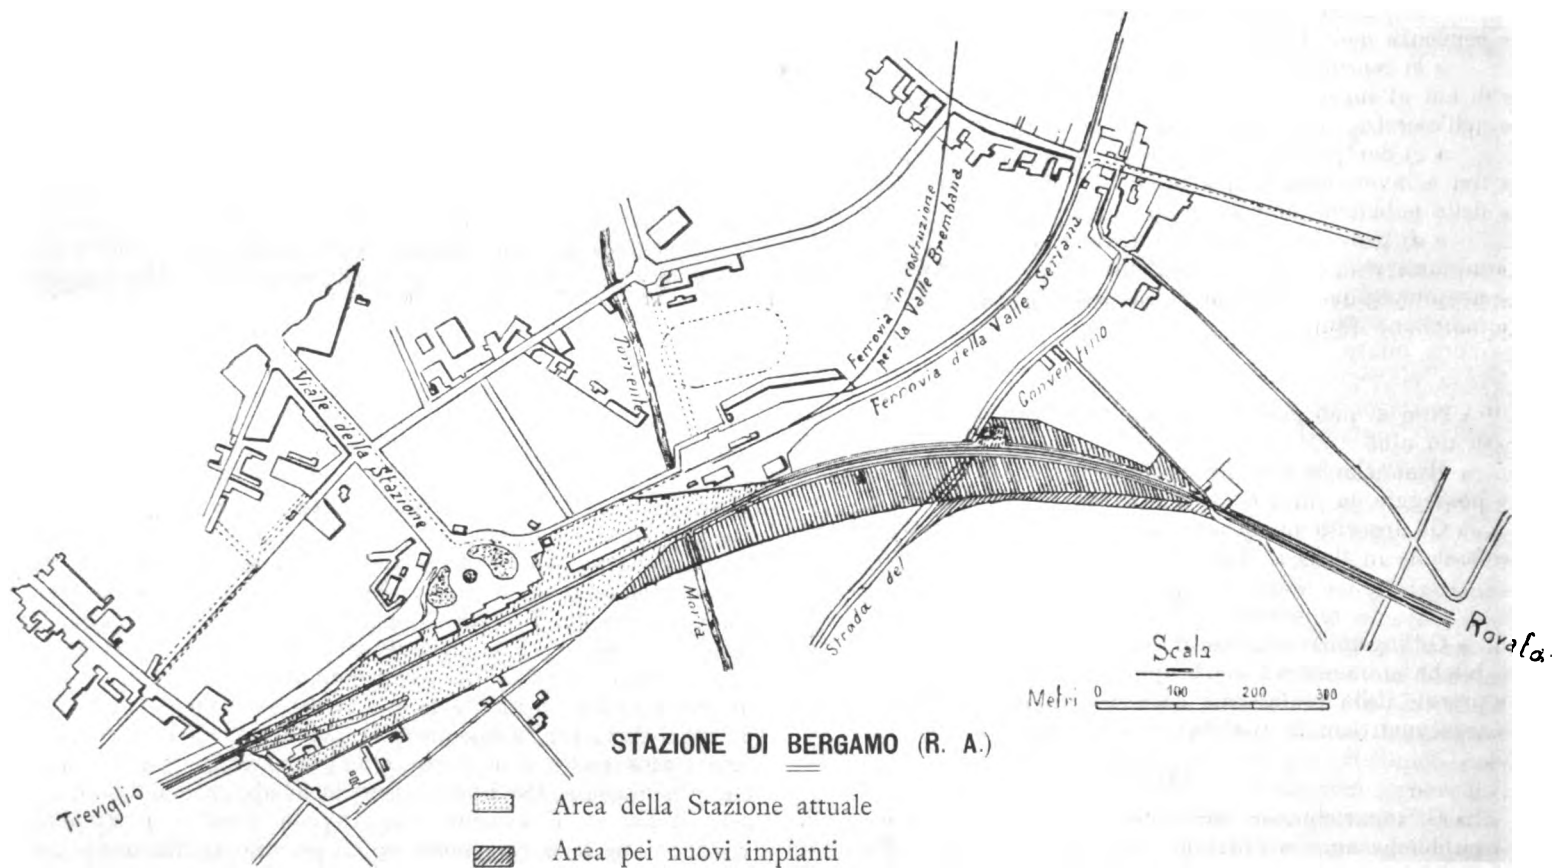 Ferrovia in costruzione
per la Valle Brembana
Ferrovia della Valle Seriana
Torrente
Viale della Stazione
Conventino
Strada del
Morla
Rovato
Scala
Metri 0 100 200 300
STAZIONE DI BERGAMO (R. A.)
Treviglio
Area della Stazione attuale
Area pei nuovi impianti